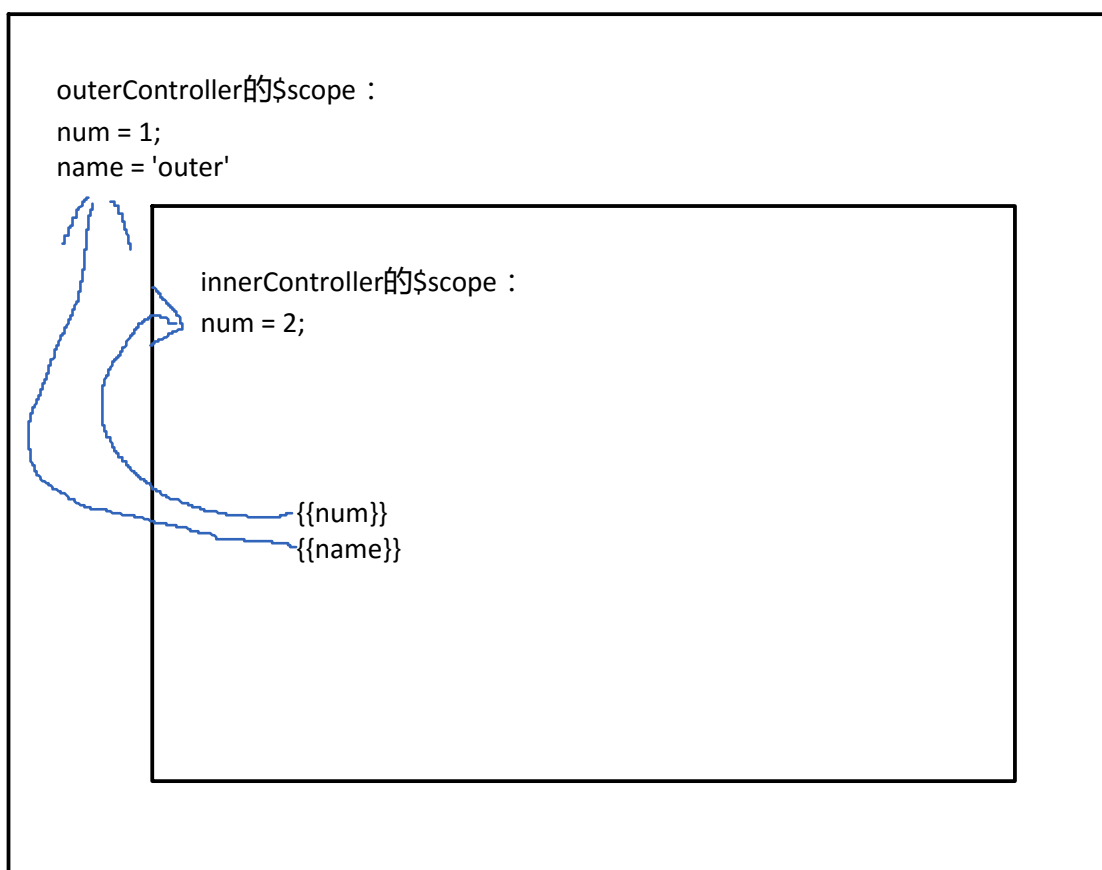 outerController的$scope：
num = 1;
name = 'outer'
innerController的$scope：
num = 2;
{{num}}
{{name}}